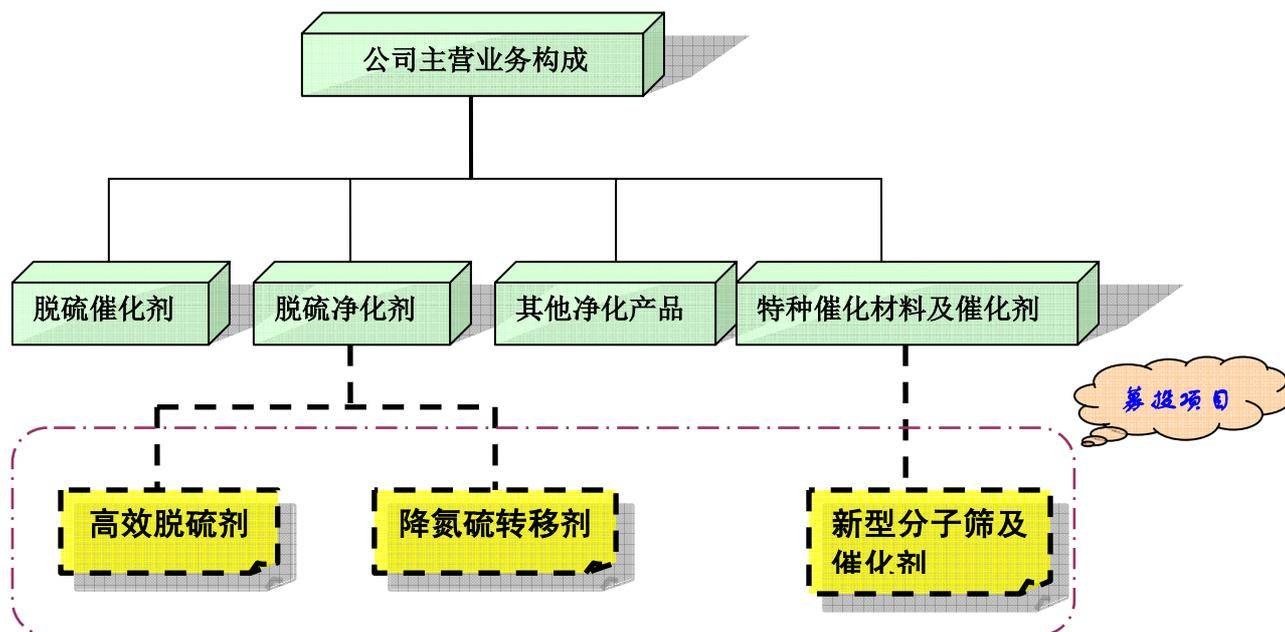 公司主营业务构成
脱硫催化剂
脱硫净化剂
其他净化产品
特种催化材料及催化剂
募投项目
高效脱硫剂
降氮硫转移剂
新型分子筛及
催化剂